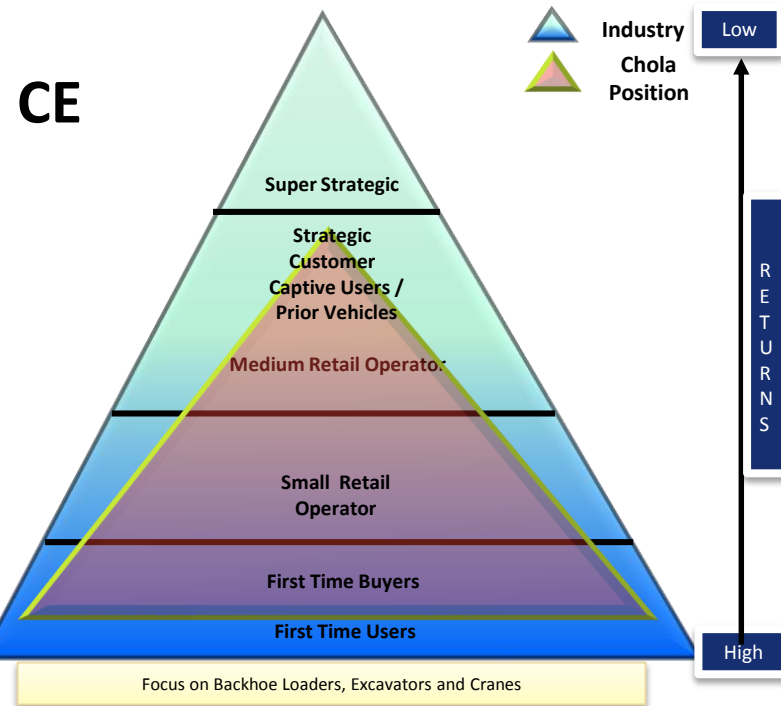 CE
Industry
Chola
Position
Low
Super Strategic
Strategic
Customer
Captive Users /
Prior Vehicles
Medium Retail Operator
Small Retail
Operator
First Time Buyers
First Time Users
RETURNS
High
Focus on Backhoe Loaders, Excavators and Cranes